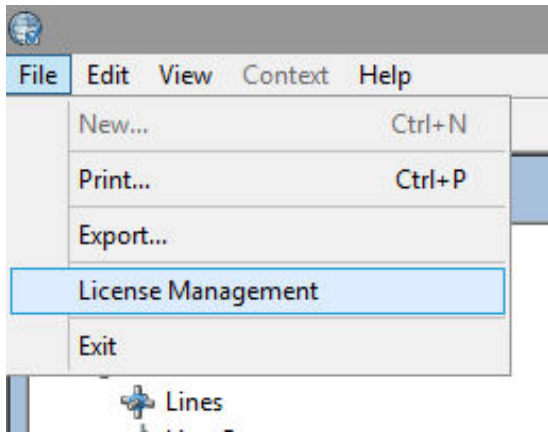 File Edit View Context Help
New... Ctrl+N
Print... Ctrl+P
Export...
License Management
Exit
Lines